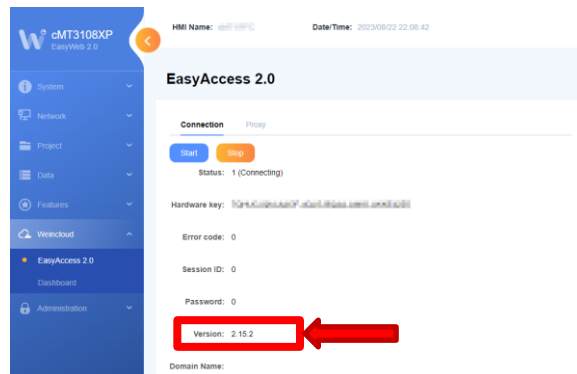 cMT3108XP
EasyWeb 2.0
System
Network
Project
Data
Features
Weincloud
EasyAccess 2.0
Dashboard
Administration
HMI Name:
Date/Time: 2023/08/22 22:08:42
EasyAccess 2.0
Connection Proxy
Start Stop
Status: 1 (Connecting)
Hardware key:
Error code: 0
Session ID: 0
Password: 0
Version: 2.15.2
Domain Name: